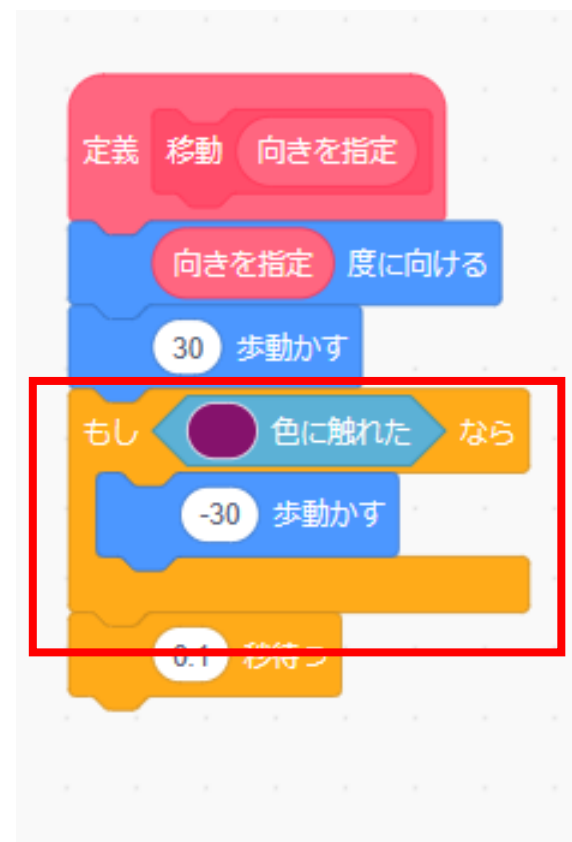 定義 移動 向きを指定
向きを指定 度に向ける
30 歩動かす
もし 色に触れた なら
-30 歩動かす
0.1 秒待つ